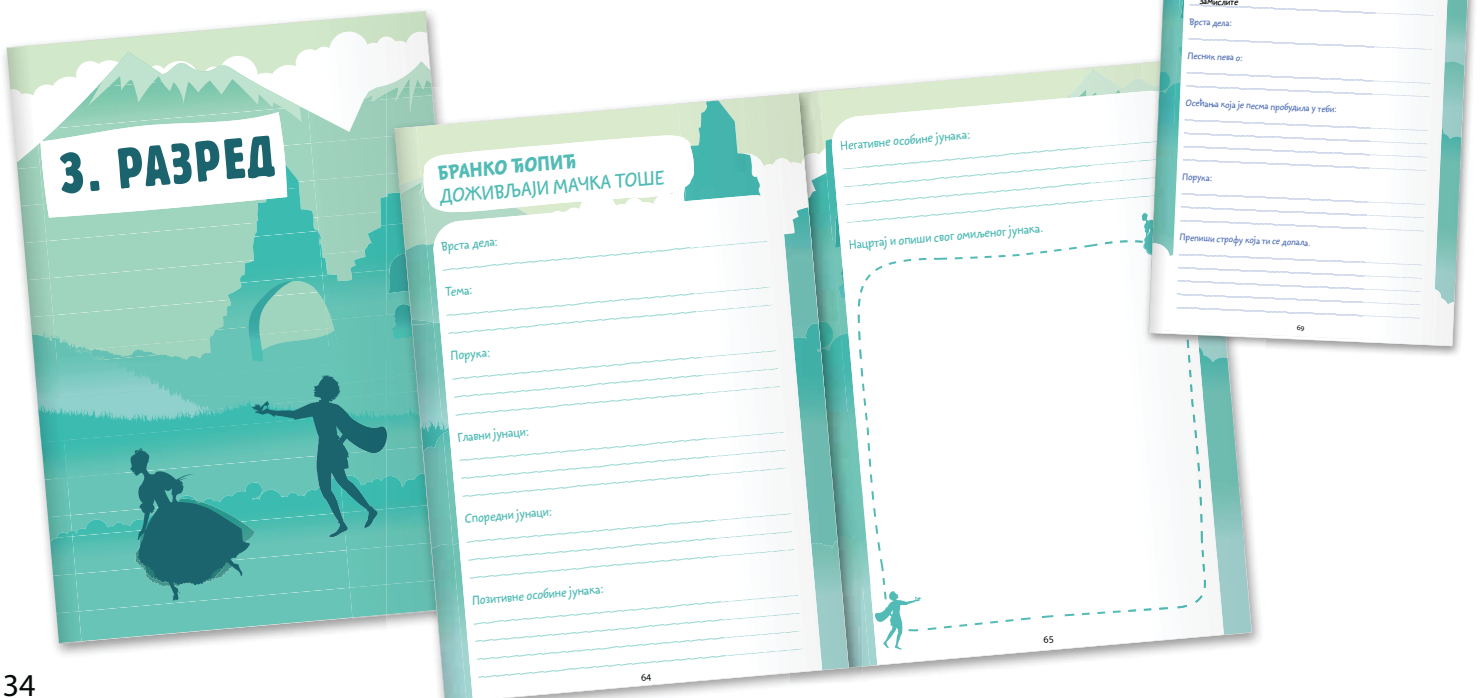 3. РАЗРЕД
БРАНКО ЋОПИЋ
ДОЖИВЉАЈИ МАЧКА ТОШЕ
Врста дела:
Тема:
Порука:
Главни јунаци:
Споредни јунаци:
Позитивне особине јунака:
64
Негативне особине јунака:
Нацртај и опиши свог омиљеног јунака.
65
замислите
Врста дела:
Песник пева о:
Осећања која је песма пробудила у теби:
Порука:
Препиши строфу која ти се допала.
69
34